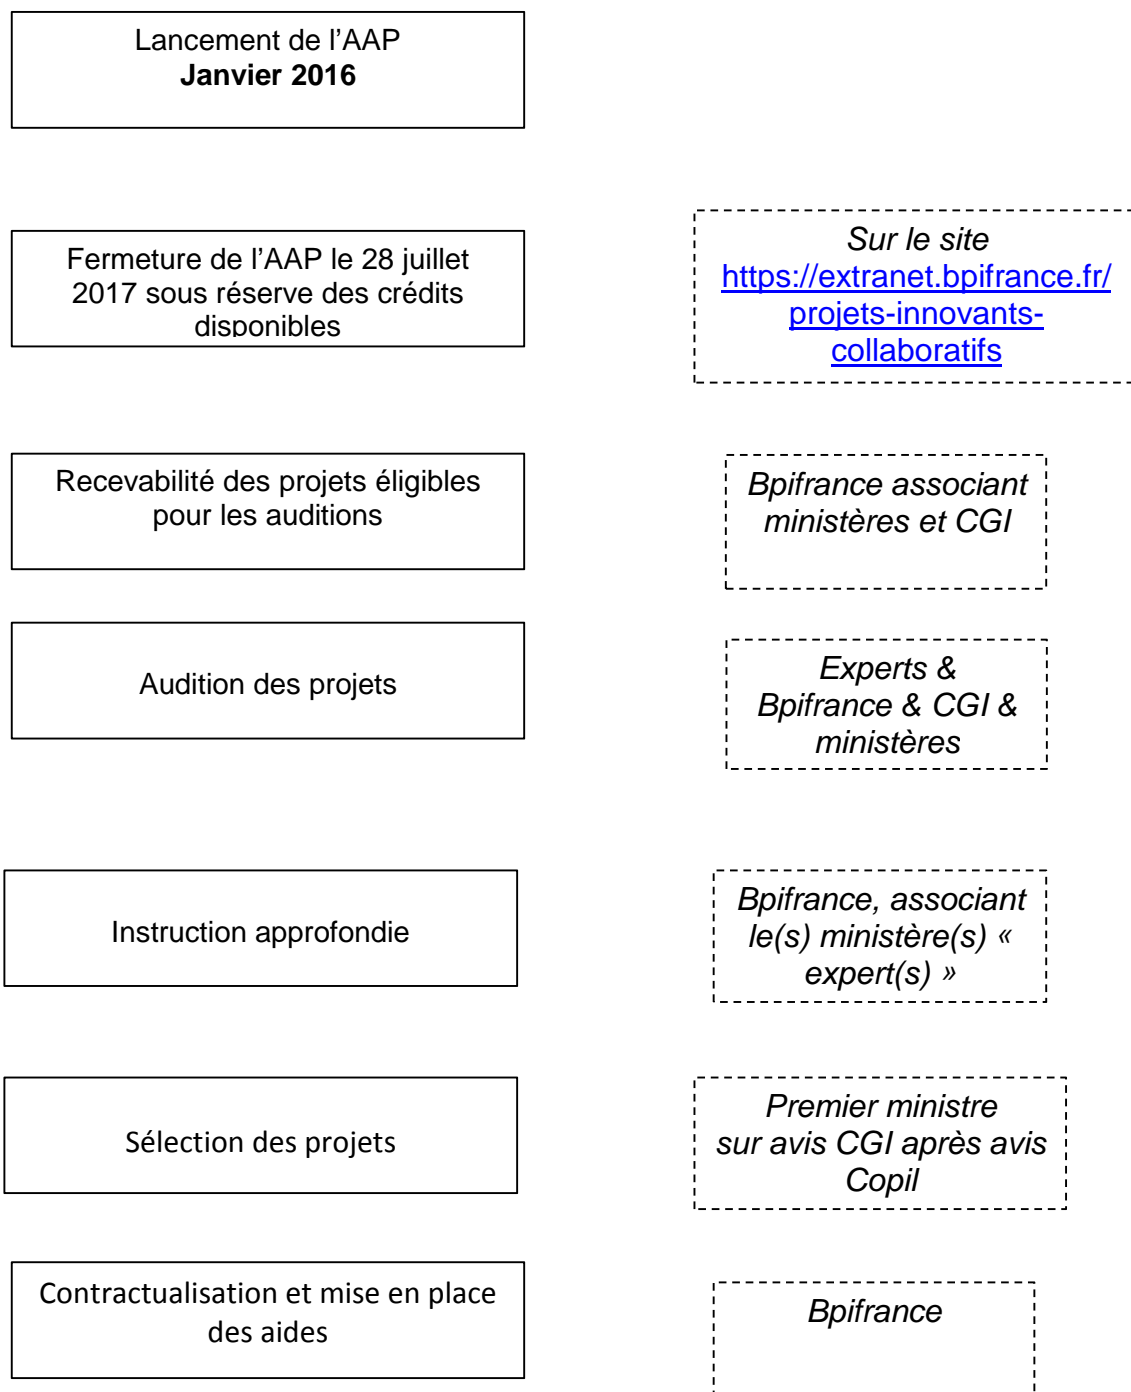 Lancement de l’AAP
Janvier 2016
Fermeture de l’AAP le 28 juillet
2017 sous réserve des crédits
disponibles
Sur le site
https://extranet.bpifrance.fr/
projets-innovants-
collaboratifs
Recevabilité des projets éligibles
pour les auditions
Bpifrance associant
ministères et CGI
Audition des projets
Experts &
Bpifrance & CGI &
ministères
Instruction approfondie
Bpifrance, associant
le(s) ministère(s) «
expert(s) »
Sélection des projets
Premier ministre
sur avis CGI après avis
Copil
Contractualisation et mise en place
des aides
Bpifrance